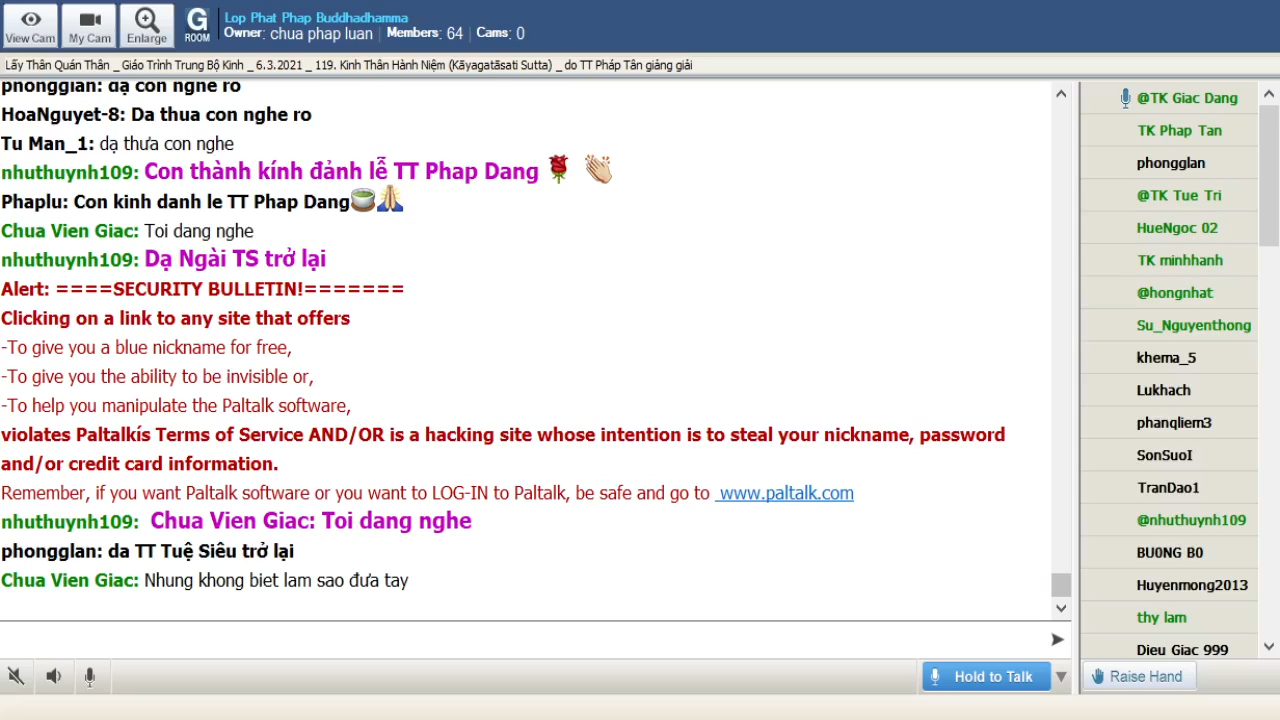 View Cam
My Cam
Enlarge
G
ROOM
Lop Phat Phap Buddhadhamma
Owner: chua phap luan | Members: 64 | Cams: 0
Lấy Thân Quán Thân _ Giáo Trình Trung Bộ Kinh _ 6.3.2021 _ 119. Kinh Thân Hành Niệm (Kāyagatāsati Sutta) _ do TT Pháp Tân giảng giải
phongglan: dạ con nghe ro
HoaNguyet-8: Da thua con nghe ro
Tu Man_1: dạ thưa con nghe
nhuthuynh109: Con thành kính đảnh lễ TT Phap Dang
Phaplu: Con kinh danh le TT Phap Dang
Chua Vien Giac: Toi dang nghe
nhuthuynh109: Dạ Ngài TS trở lại
Alert: ====SECURITY BULLETIN!=======
Clicking on a link to any site that offers
-To give you a blue nickname for free,
-To give you the ability to be invisible or,
-To help you manipulate the Paltalk software,
violates Paltalkís Terms of Service AND/OR is a hacking site whose intention is to steal your nickname, password
and/or credit card information.
Remember, if you want Paltalk software or you want to LOG-IN to Paltalk, be safe and go to www.paltalk.com
nhuthuynh109: Chua Vien Giac: Toi dang nghe
phongglan: da TT Tuệ Siêu trở lại
Chua Vien Giac: Nhung khong biet lam sao đưa tay
@TK Giac Dang
TK Phap Tan
phongglan
@TK Tue Tri
HueNgoc 02
TK minhhanh
@hongnhat
Su_Nguyenthong
khema_5
Lukhach
phanqliem3
SonSuoI
TranDao1
@nhuthuynh109
BU0NG B0
Huyenmong2013
thy lam
Dieu Giac 999
Hold to Talk
Raise Hand